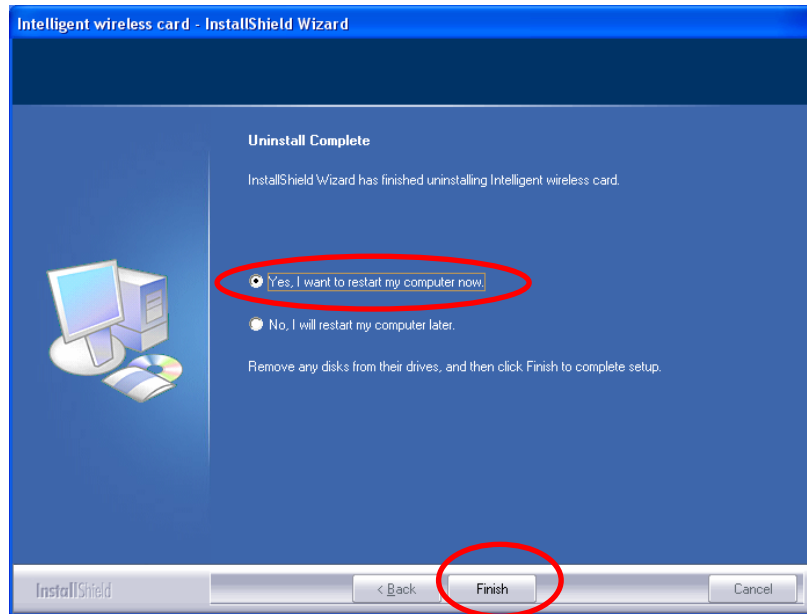 Intelligent wireless card - InstallShield Wizard
Uninstall Complete
InstallShield Wizard has finished uninstalling Intelligent wireless card.
Yes, I want to restart my computer now.
No, I will restart my computer later.
Remove any disks from their drives, and then click Finish to complete setup.
InstallShield
< Back
Finish
Cancel